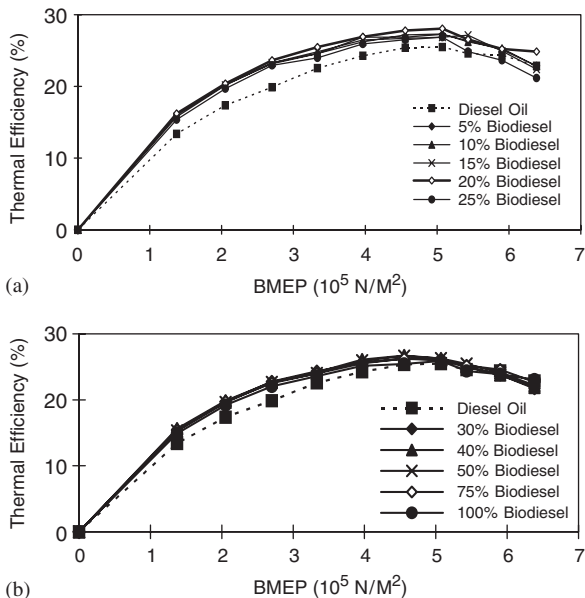 30
20
10
0
Thermal Efficiency (%)
Diesel Oil
5% Biodiesel
10% Biodiesel
15% Biodiesel
20% Biodiesel
25% Biodiesel
0 1 2 3 4 5 6 7
(a)
BMEP (10⁵ N/M²)
30
20
10
0
Thermal Efficiency (%)
Diesel Oil
30% Biodiesel
40% Biodiesel
50% Biodiesel
75% Biodiesel
100% Biodiesel
0 1 2 3 4 5 6 7
(b)
BMEP (10⁵ N/M²)